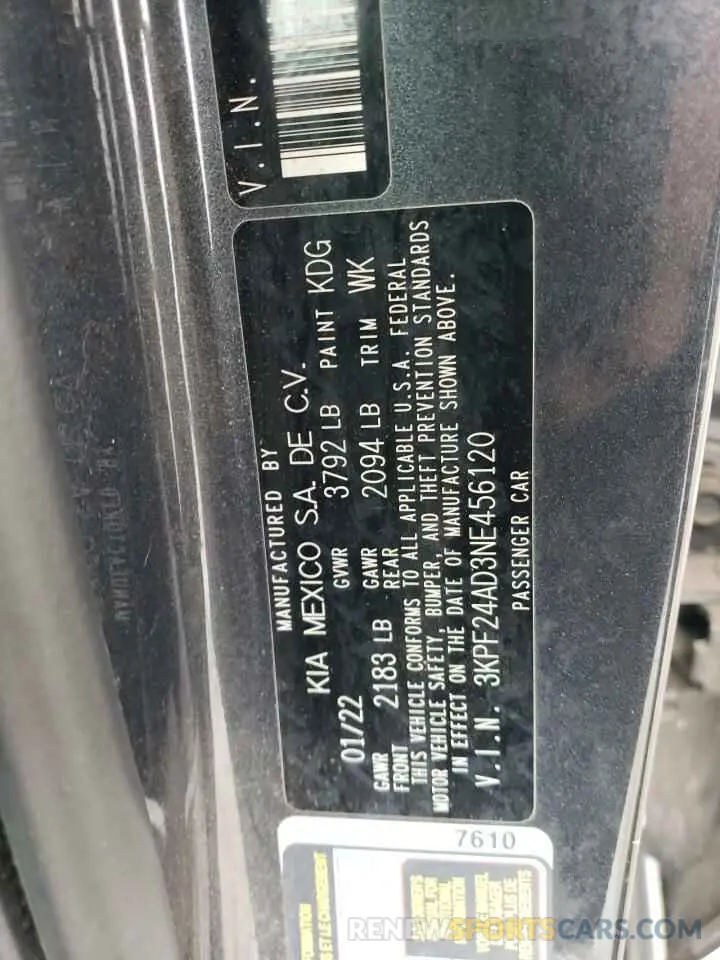 V.I.N.
MANUFACTURED BY
KIA MEXICO S.A. DE C.V.
01/22 GVWR 3792 LB PAINT KDG
GAWR FRONT 2183 LB GAWR REAR 2094 LB TRIM WK
THIS VEHICLE CONFORMS TO ALL APPLICABLE U.S.A. FEDERAL
MOTOR VEHICLE SAFETY, BUMPER, AND THEFT PREVENTION STANDARDS
IN EFFECT ON THE DATE OF MANUFACTURE SHOWN ABOVE.
V.I.N. 3KPF24AD3NE456120
PASSENGER CAR
7610
RENEWSPORTSCARS.COM